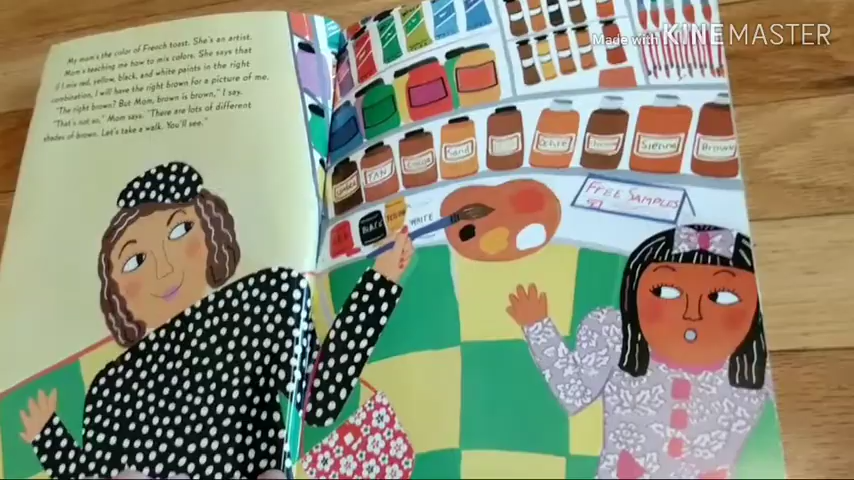 My mom's the color of French toast. She's an artist.
Mom's teaching me how to mix colors. She says that
if I mix red, yellow, black, and white paints in the right
combination, I will have the right brown for a picture of me.
"The right brown? But Mom, brown is brown," I say.
"That's not so," Mom says. "There are lots of different
shades of brown. Let's take a walk. You'll see."
Made with KINEMASTER
TAN
Sand
Ochre
Sienna
Brown
FREE SAMPLES
RED
BLACK
WHITE